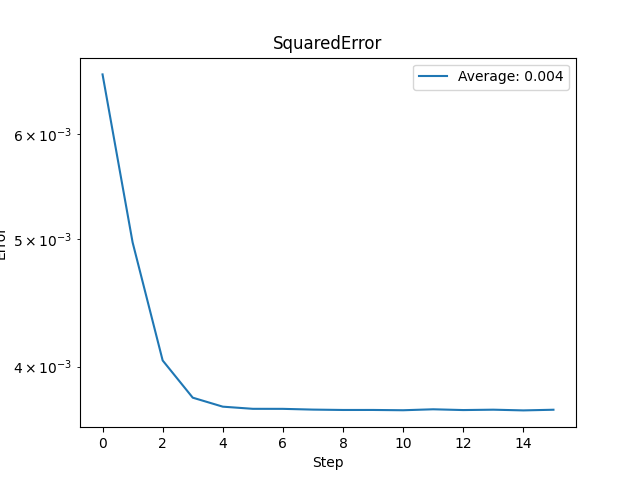 SquaredError
Average: 0.004
6 × 10⁻³
5 × 10⁻³
4 × 10⁻³
Error
0 2 4 6 8 10 12 14
Step